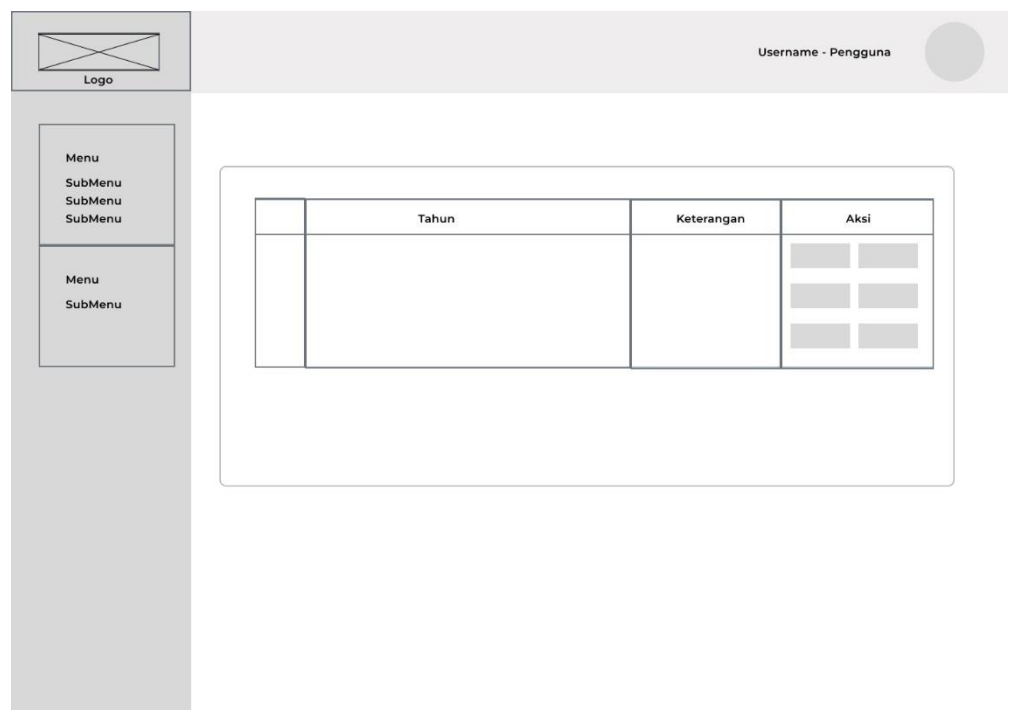 Logo
Username - Pengguna
Menu
SubMenu
SubMenu
SubMenu
Menu
SubMenu
Tahun
Keterangan
Aksi